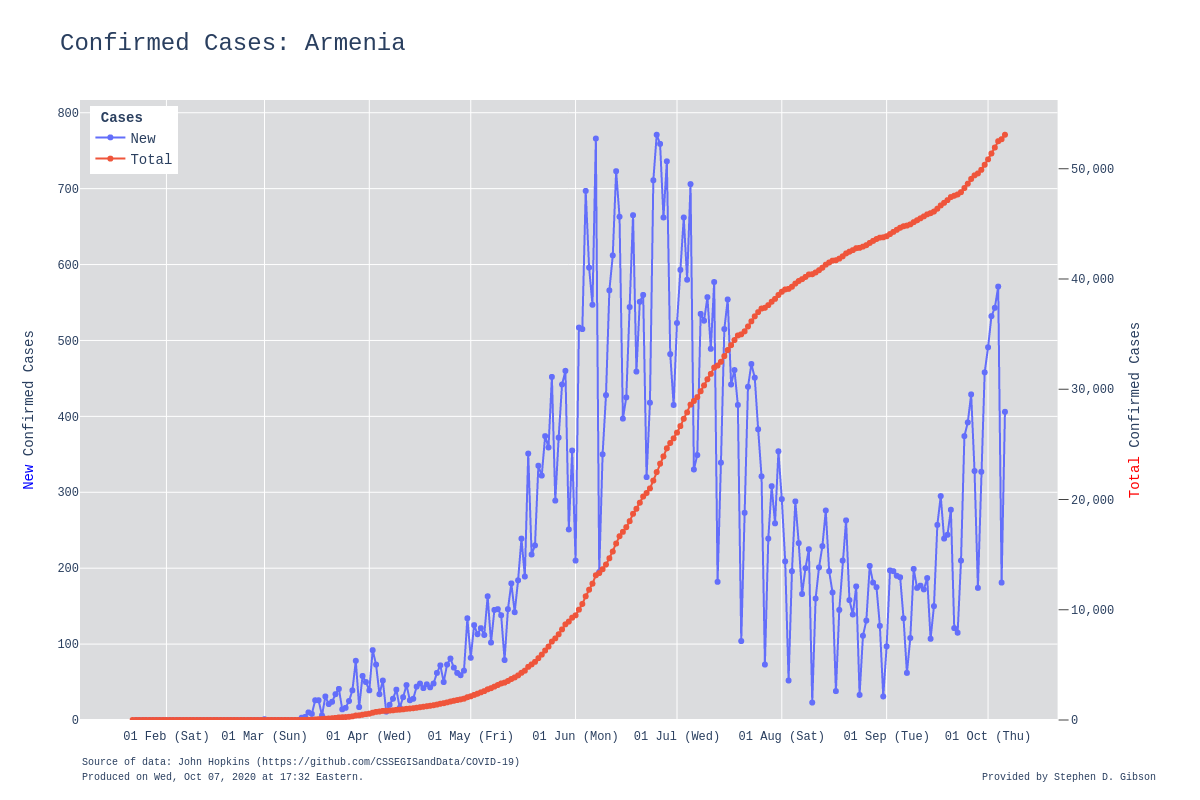 Confirmed Cases: Armenia
Cases
New
Total
800
700
600
500
400
300
200
100
0
50,000
40,000
30,000
20,000
10,000
0
New Confirmed Cases
Total Confirmed Cases
01 Feb (Sat) 01 Mar (Sun) 01 Apr (Wed) 01 May (Fri) 01 Jun (Mon) 01 Jul (Wed) 01 Aug (Sat) 01 Sep (Tue) 01 Oct (Thu)
Source of data: John Hopkins (https://github.com/CSSEGISandData/COVID-19)
Produced on Wed, Oct 07, 2020 at 17:32 Eastern.
Provided by Stephen D. Gibson